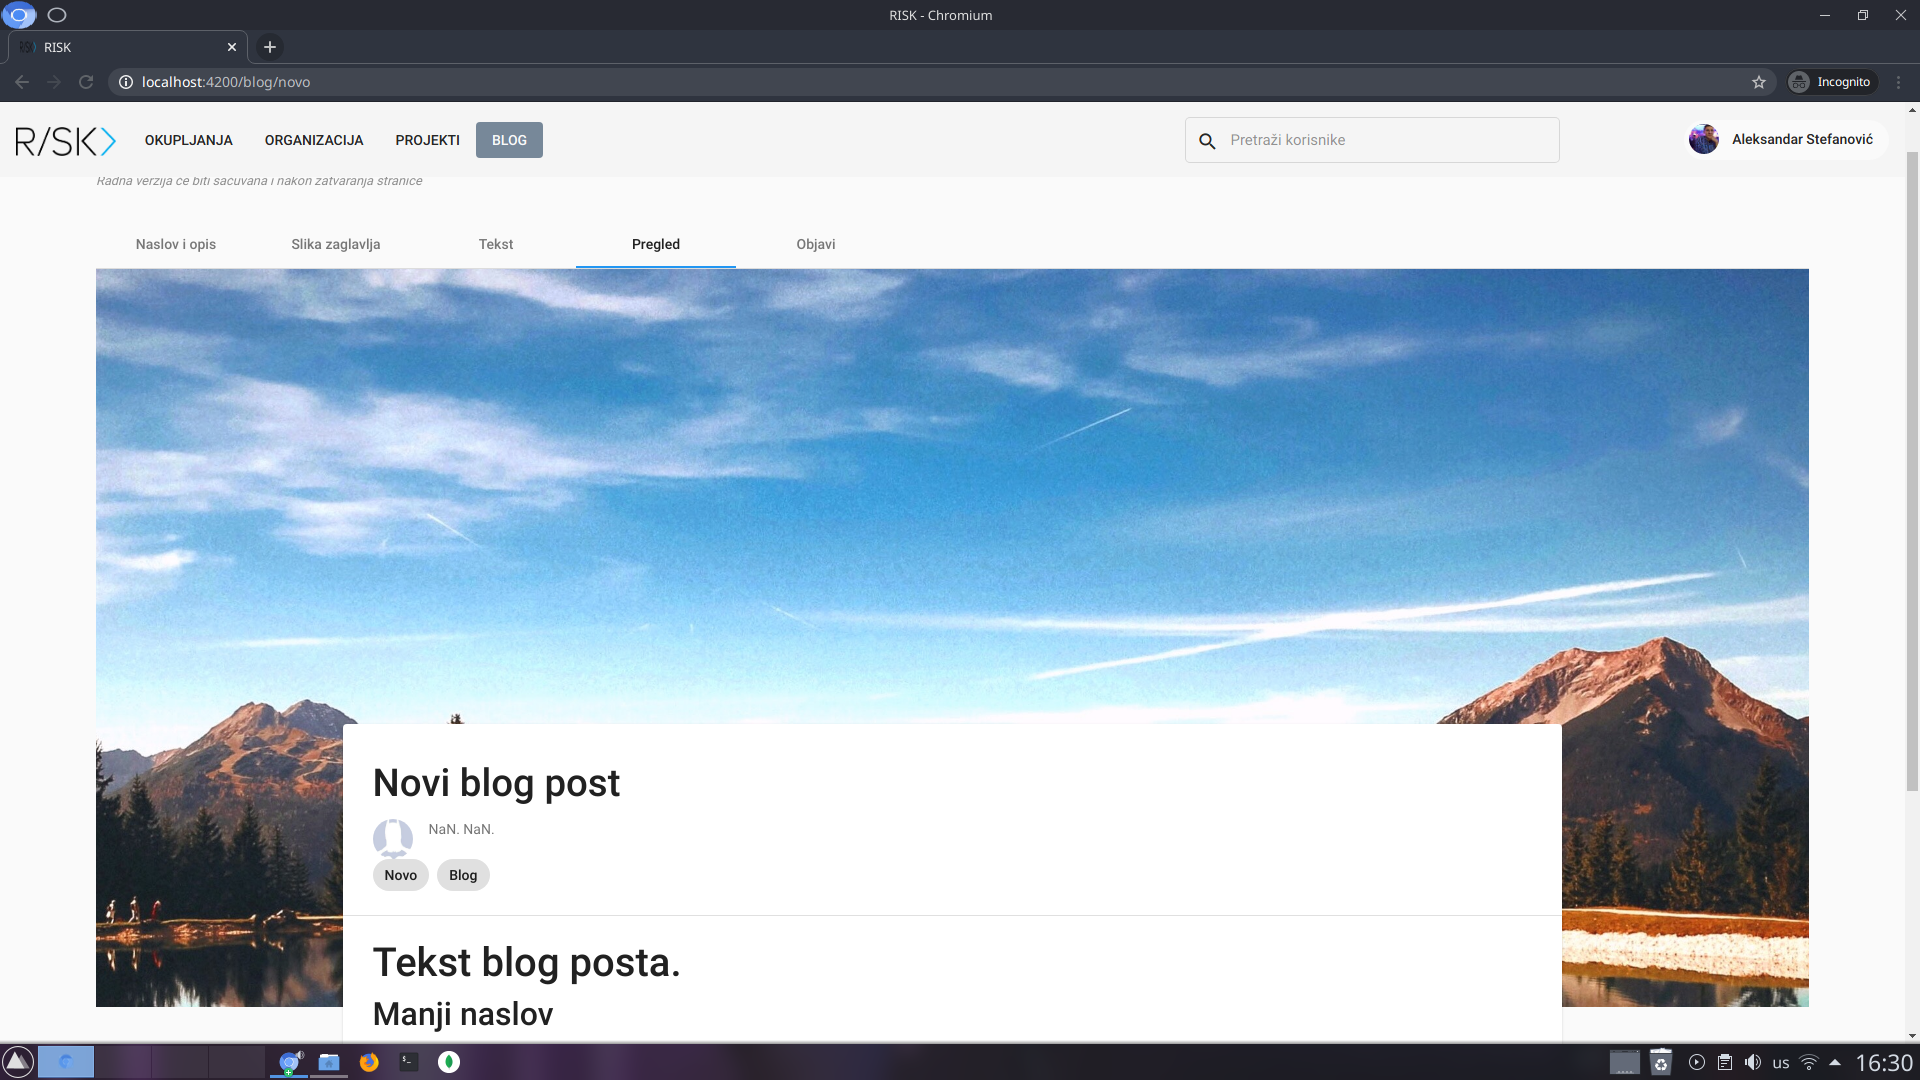 RISK - Chromium
RISK
localhost:4200/blog/novo
Incognito
R/SK
OKUPLJANJA
ORGANIZACIJA
PROJEKTI
BLOG
Pretraži korisnike
Aleksandar Stefanović
Radna verzija će biti sačuvana i nakon zatvaranja stranice
Naslov i opis
Slika zaglavlja
Tekst
Pregled
Objavi
Novi blog post
NaN. NaN.
Novo
Blog
Tekst blog posta.
Manji naslov
us
16:30